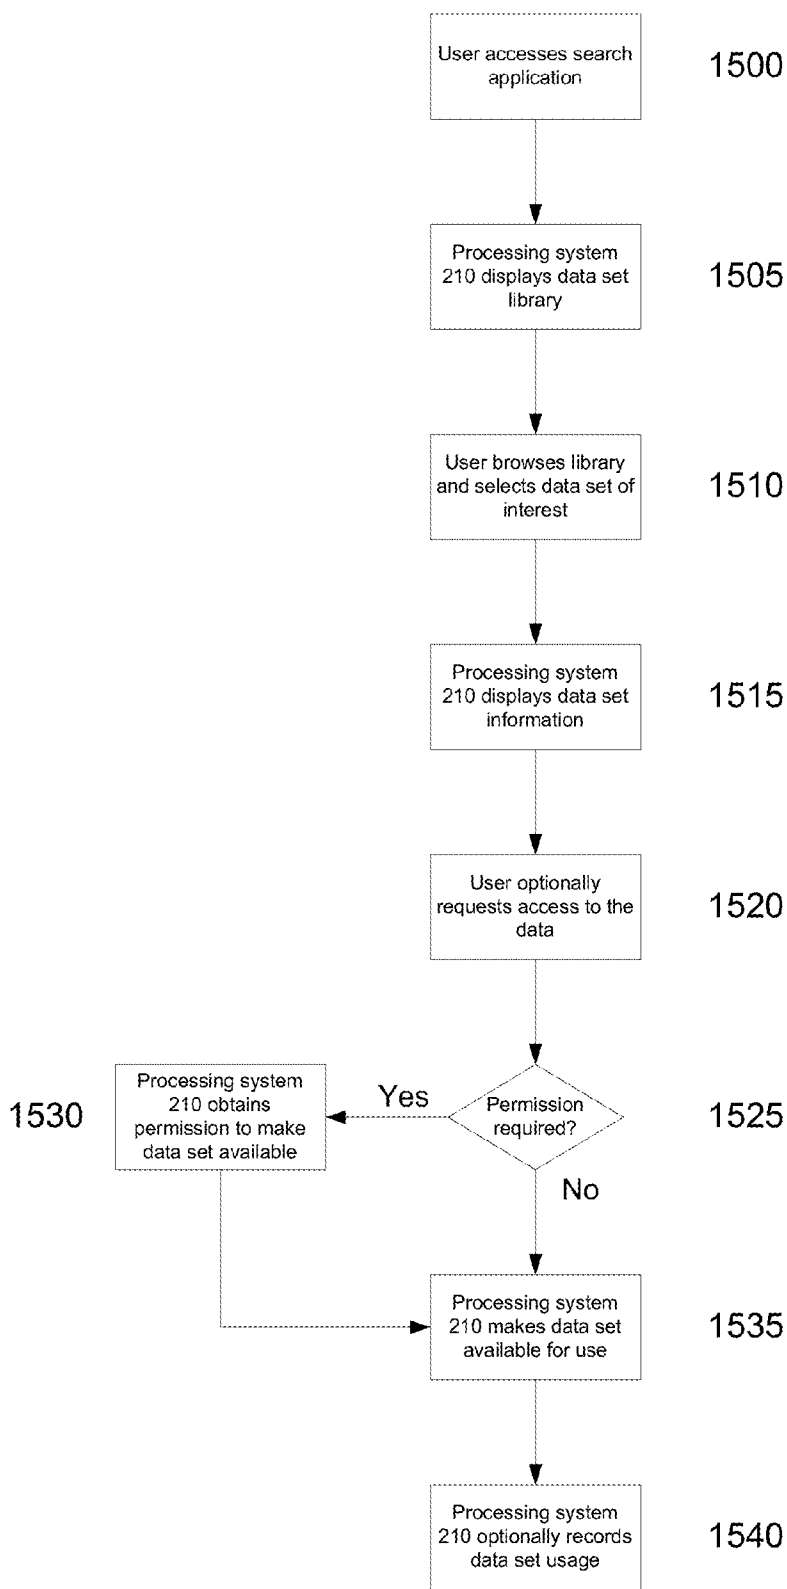 User accesses search
application
1500
Processing system
210 displays data set
library
1505
User browses library
and selects data set of
interest
1510
Processing system
210 displays data set
information
1515
User optionally
requests access to the
data
1520
1530
Processing system
210 obtains
permission to make
data set available
Yes
Permission
required?
1525
No
Processing system
210 makes data set
available for use
1535
Processing system
210 optionally records
data set usage
1540